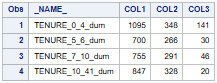 Obs _NAME_ COL1 COL2 COL3
1 TENURE_0_4_dum 1095 348 141
2 TENURE_5_6_dum 700 266 30
3 TENURE_7_10_dum 755 291 46
4 TENURE_10_41_dum 847 328 20